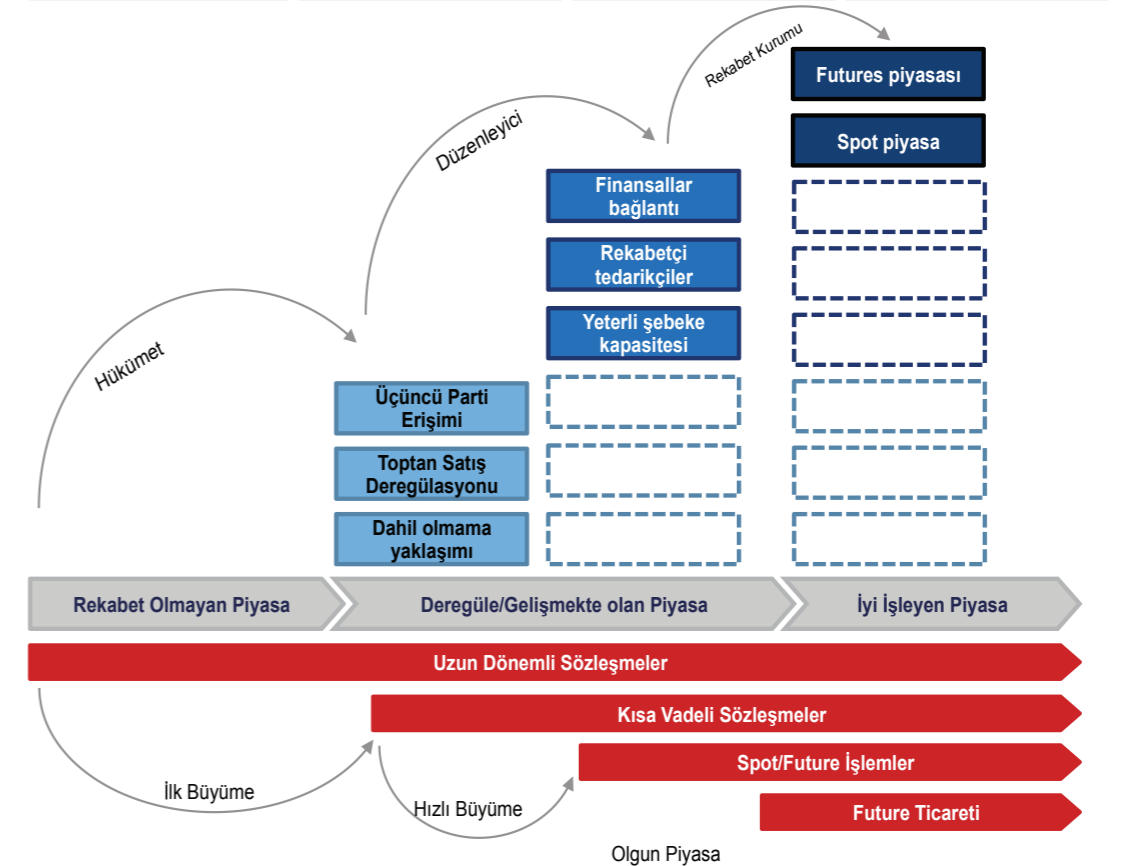 Rekabet Kurumu
Futures piyasası
Spot piyasa
Düzenleyici
Finansallar
bağlantı
Rekabetçi
tedarikçiler
Yeterli şebeke
kapasitesi
Hükümet
Üçüncü Parti
Erişimi
Toptan Satış
Deregülasyonu
Dahil olmama
yaklaşımı
Rekabet Olmayan Piyasa
Deregüle/Gelişmekte olan Piyasa
İyi İşleyen Piyasa
Uzun Dönemli Sözleşmeler
Kısa Vadeli Sözleşmeler
Spot/Future İşlemler
İlk Büyüme
Hızlı Büyüme
Future Ticareti
Olgun Piyasa